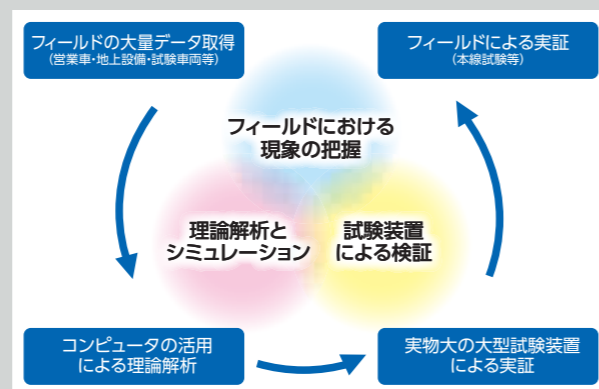 フィールドの大量データ取得
(営業車・地上設備・試験車両等)
フィールドによる実証
(本線試験等)
フィールドにおける
現象の把握
理論解析と
シミュレーション
試験装置
による検証
コンピュータの活用
による理論解析
実物大の大型試験装置
による実証